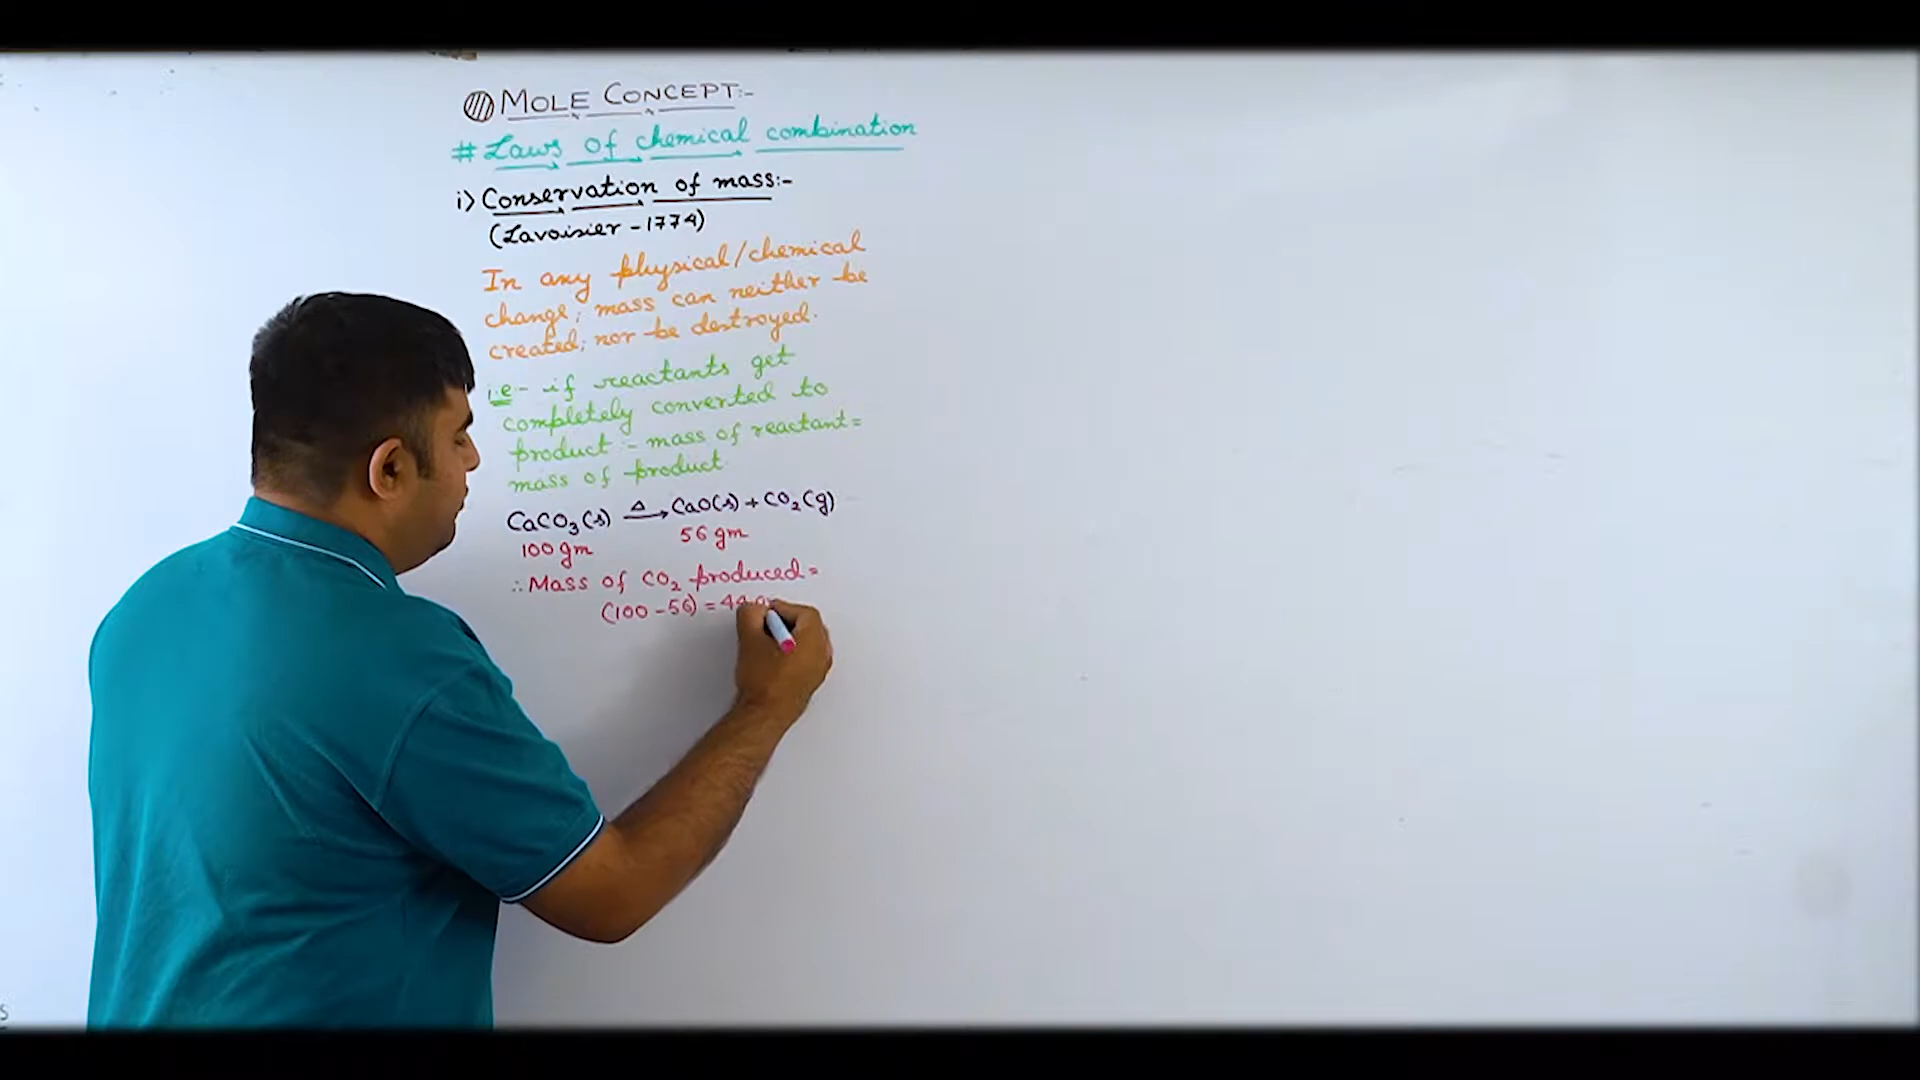 MOLE CONCEPT:-
# Laws of chemical combination
i) Conservation of mass:-
(Lavoisier - 1774)
In any physical/chemical
change; mass can neither be
created; nor be destroyed.
i.e:- if reactants get
completely converted to
product:- mass of reactant=
mass of product.
CaCO₃(s) —Δ→ CaO(s) + CO₂(g)
100 gm 56 gm
∴ Mass of CO₂ produced=
(100 - 56) = 44